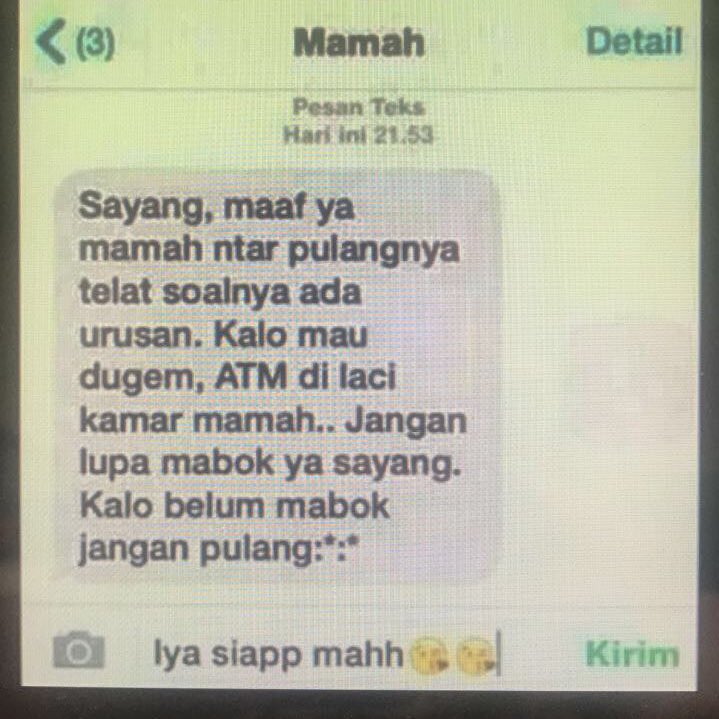 (3) Mamah Detail
Pesan Teks
Hari ini 21.53
Sayang, maaf ya
mamah ntar pulangnya
telat soalnya ada
urusan. Kalo mau
dugem, ATM di laci
kamar mamah.. Jangan
lupa mabok ya sayang.
Kalo belum mabok
jangan pulang:*:*
Iya siapp mahh😘😘 Kirim